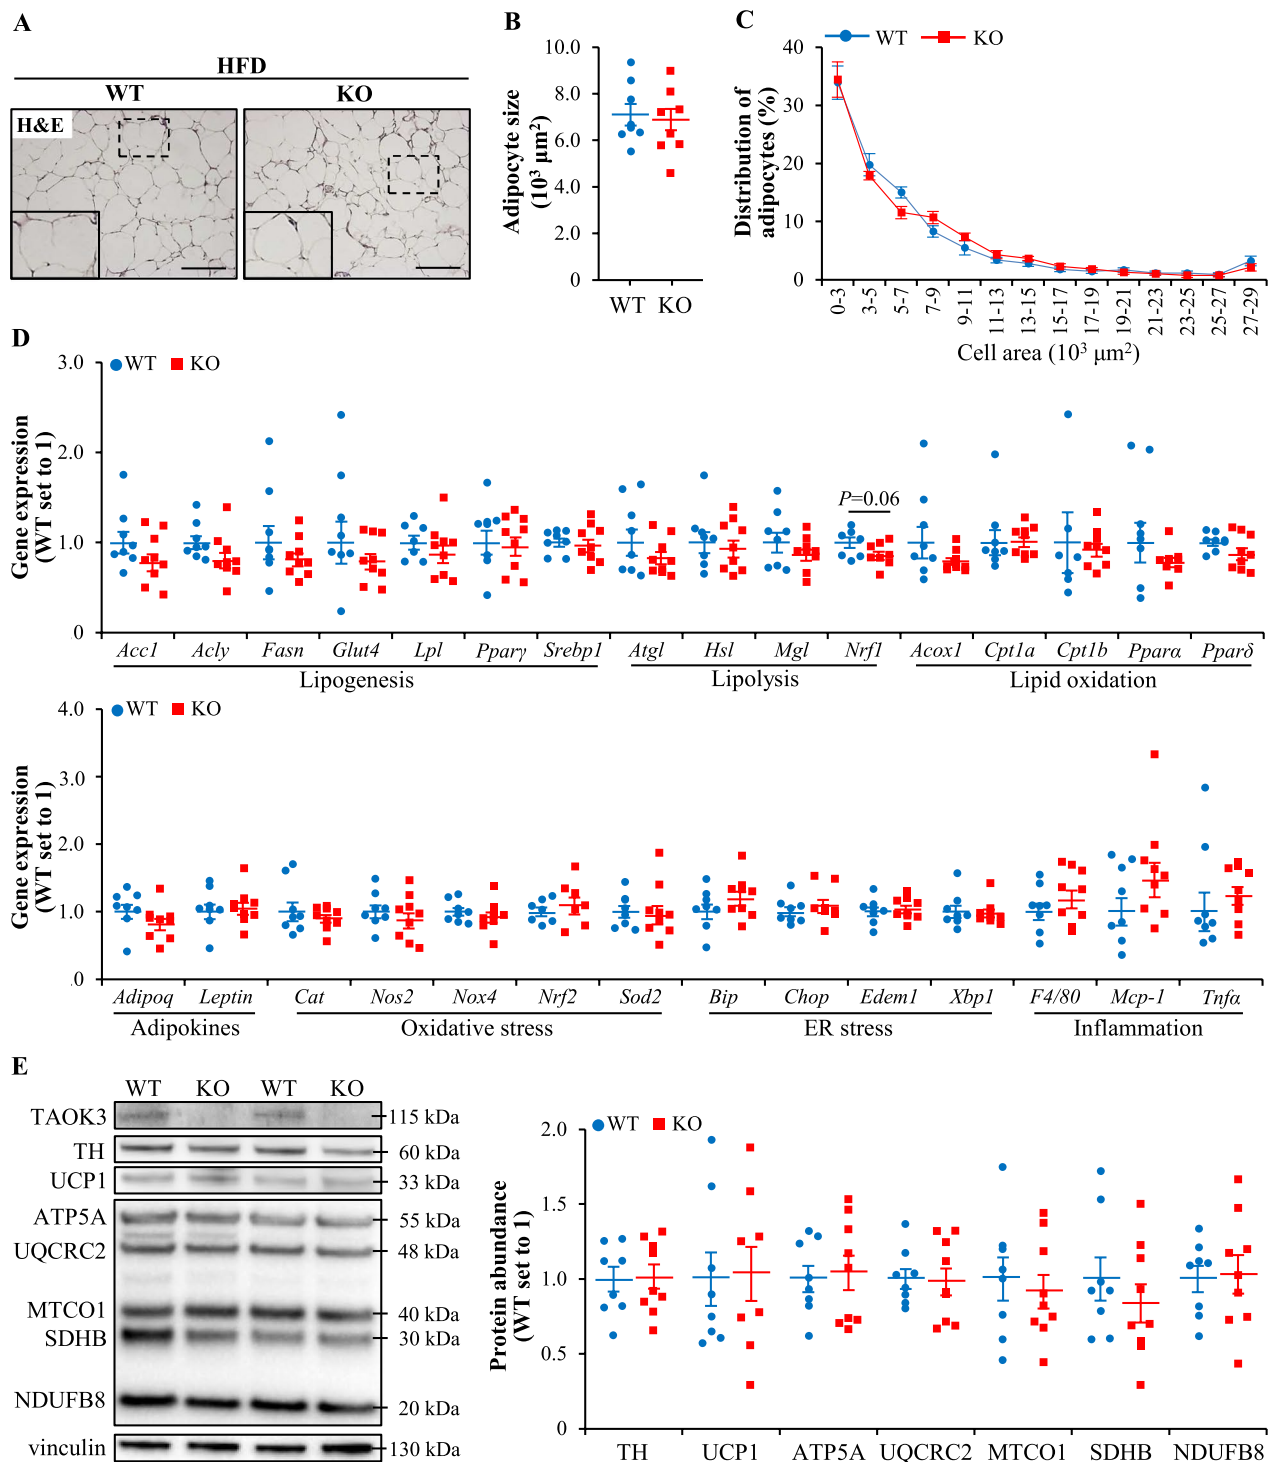 A
HFD
WT KO
H&E
B
Adipocyte size
(10³ µm²)
10.0
8.0
6.0
4.0
2.0
0
WT KO
C
WT KO
Distribution of
adipocytes (%)
40
30
20
10
0
0-3 3-5 5-7 7-9 9-11 11-13 13-15 15-17 17-19 19-21 21-23 23-25 25-27 27-29
Cell area (10³ µm²)
D
WT KO
Gene expression
(WT set to 1)
3.0
2.0
1.0
0
P=0.06
Acc1 Acly Fasn Glut4 Lpl Pparγ Srebp1 Atgl Hsl Mgl Nrf1 Acox1 Cpt1a Cpt1b Pparα Pparδ
Lipogenesis Lipolysis Lipid oxidation
WT KO
Gene expression
(WT set to 1)
4.0
3.0
2.0
1.0
.0
Adipoq Leptin Cat Nos2 Nox4 Nrf2 Sod2 Bip Chop Edem1 Xbp1 F4/80 Mcp-1 Tnfα
Adipokines Oxidative stress ER stress Inflammation
E
WT KO WT KO
TAOK3 115 kDa
TH 60 kDa
UCP1 33 kDa
ATP5A 55 kDa
UQCRC2 48 kDa
MTCO1 40 kDa
SDHB 30 kDa
NDUFB8 20 kDa
vinculin 130 kDa
WT KO
Protein abundance
(WT set to 1)
2.0
1.5
1.0
0.5
0
TH UCP1 ATP5A UQCRC2 MTCO1 SDHB NDUFB8